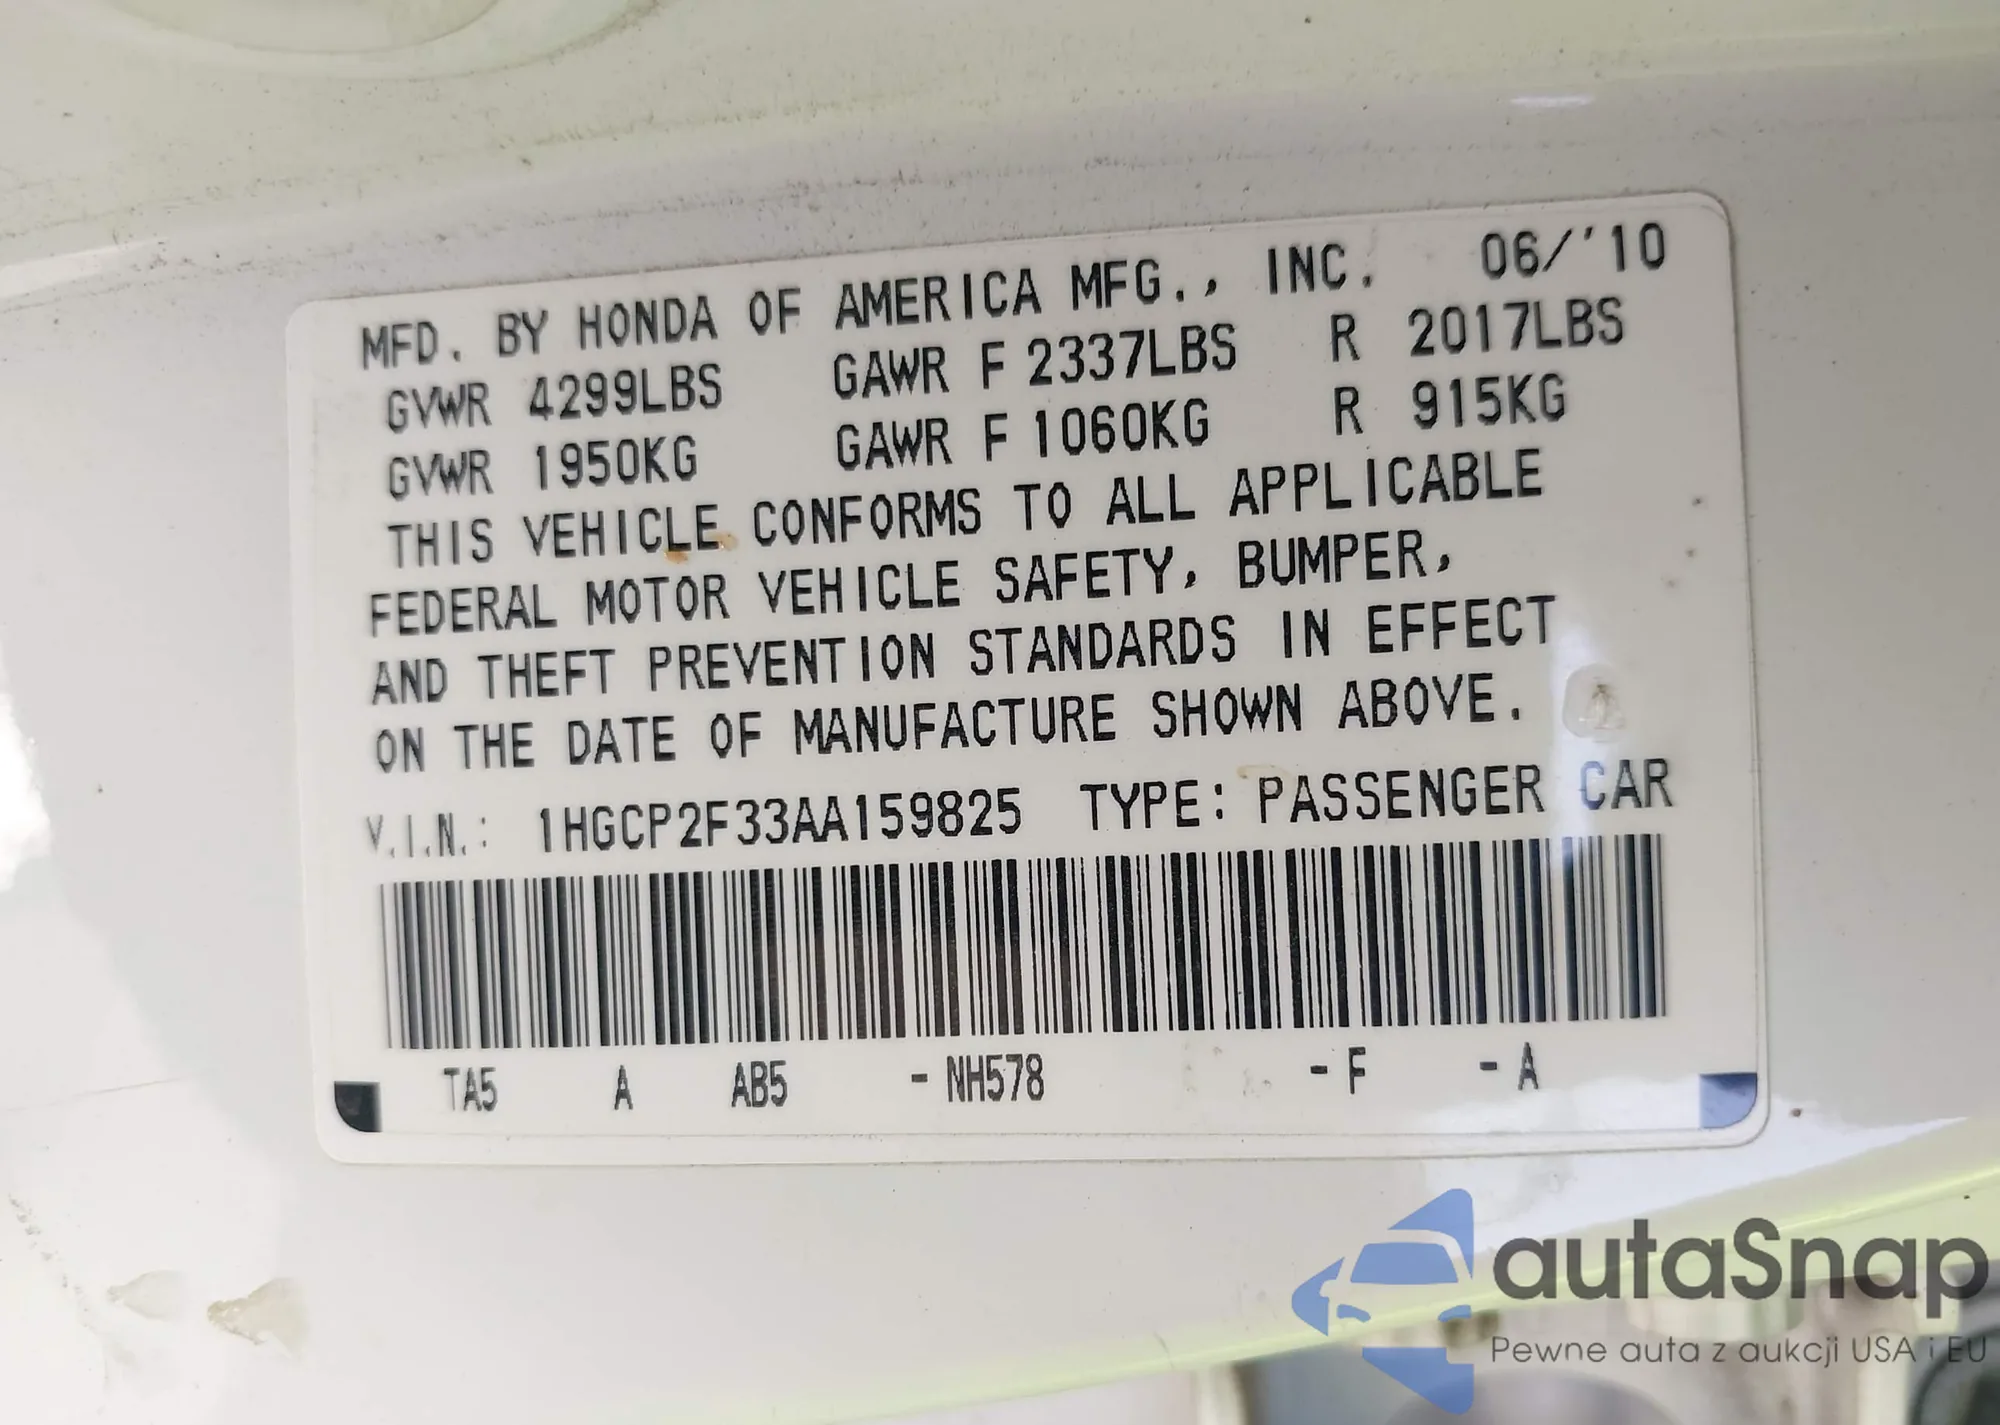 MFD. BY HONDA OF AMERICA MFG., INC. 06/'10
GVWR 4299LBS GAWR F 2337LBS R 2017LBS
GVWR 1950KG GAWR F 1060KG R 915KG
THIS VEHICLE CONFORMS TO ALL APPLICABLE
FEDERAL MOTOR VEHICLE SAFETY, BUMPER,
AND THEFT PREVENTION STANDARDS IN EFFECT
ON THE DATE OF MANUFACTURE SHOWN ABOVE.
V.I.N.: 1HGCP2F33AA159825 TYPE: PASSENGER CAR
TA5 A AB5 - NH578 - F - A
autaSnap
Pewne auta z aukcji USA i EU